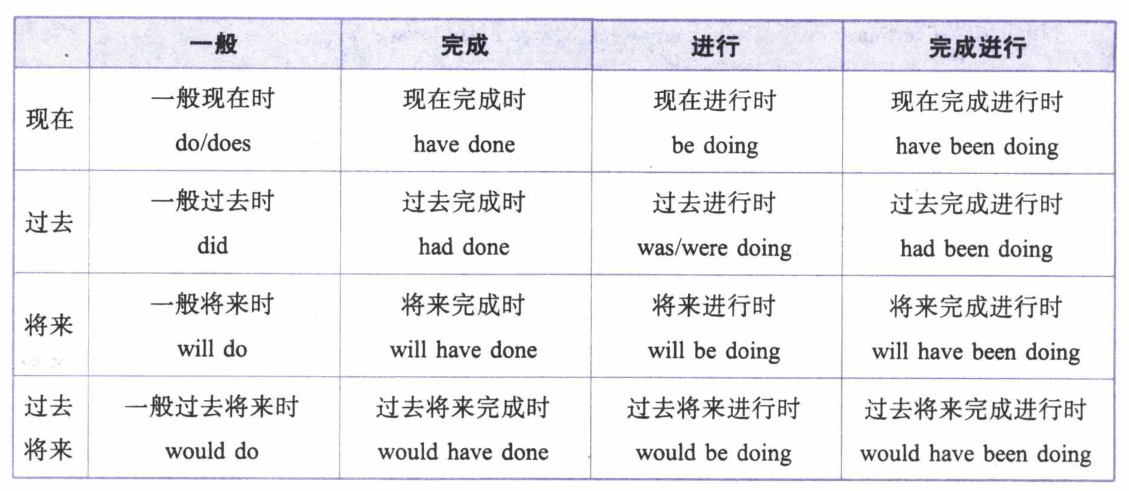 一般 完成 进行 完成进行
现在 一般现在时 现在完成时 现在进行时 现在完成进行时
do/does have done be doing have been doing
过去 一般过去时 过去完成时 过去进行时 过去完成进行时
did had done was/were doing had been doing
将来 一般将来时 将来完成时 将来进行时 将来完成进行时
will do will have done will be doing will have been doing
过去 一般过去将来时 过去将来完成时 过去将来进行时 过去将来完成进行时
将来 would do would have done would be doing would have been doing